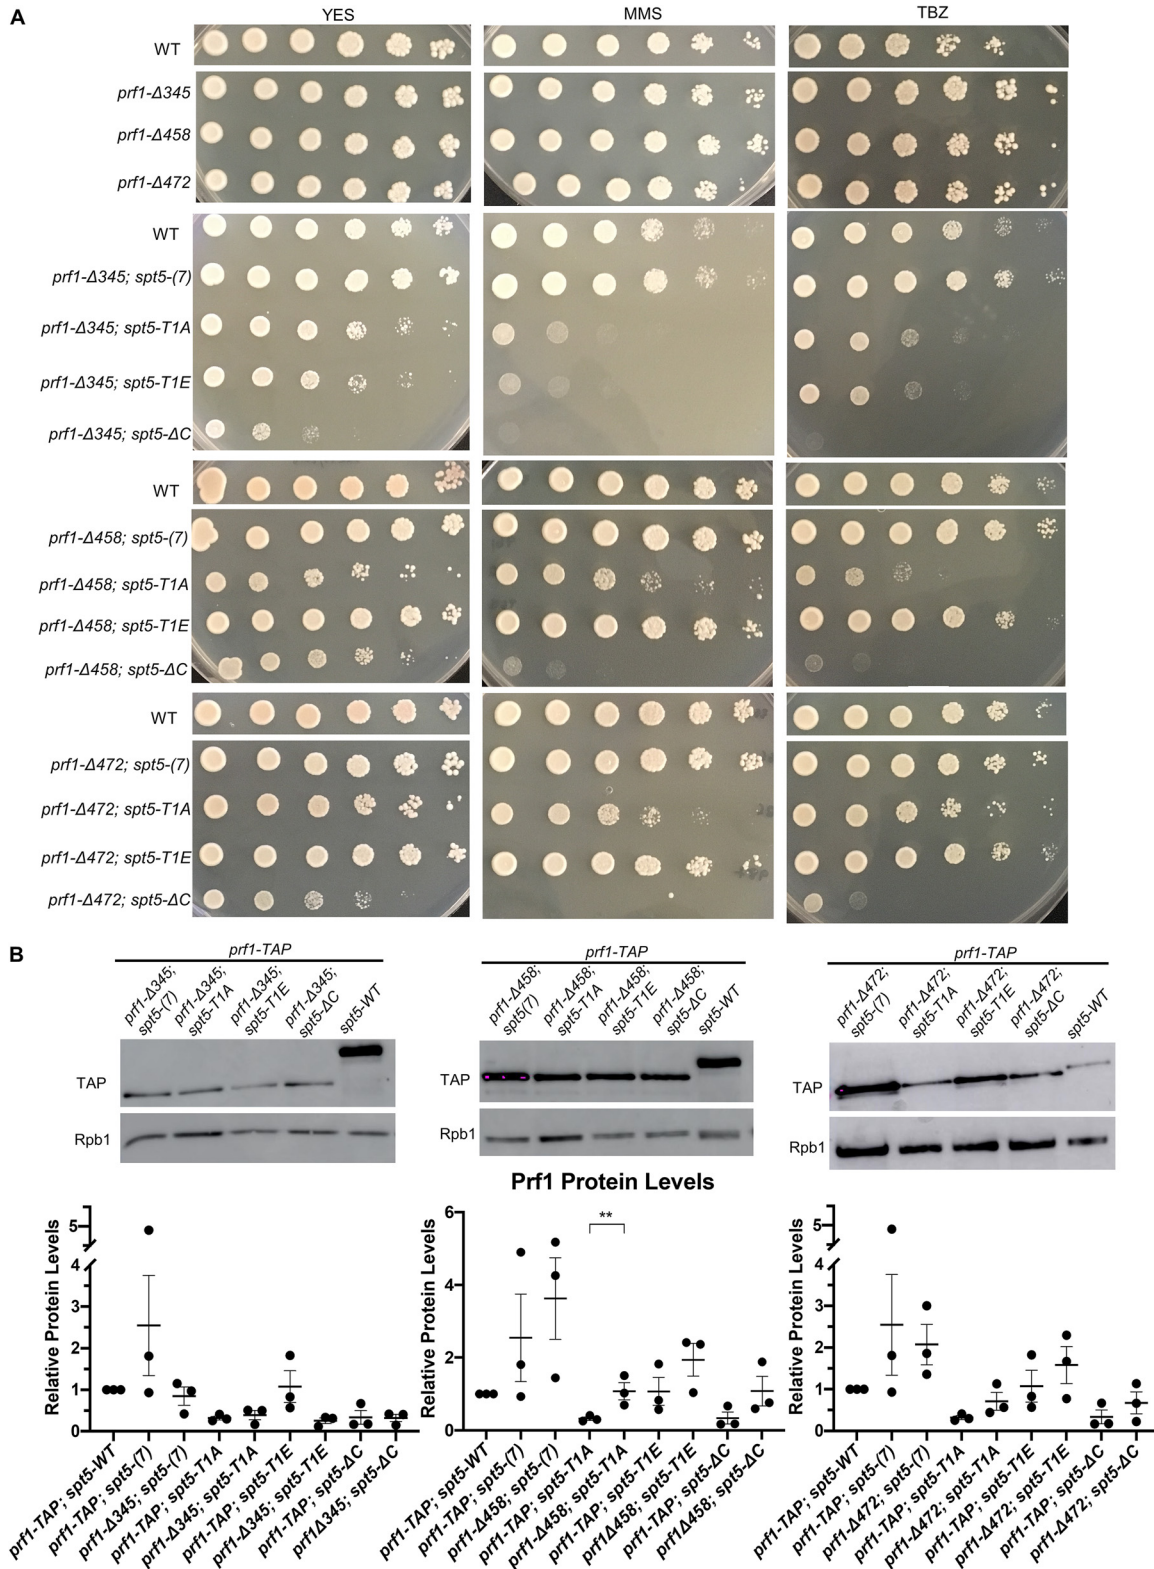 A
YES MMS TBZ
WT
prf1-Δ345
prf1-Δ458
prf1-Δ472
WT
prf1-Δ345; spt5-(7)
prf1-Δ345; spt5-T1A
prf1-Δ345; spt5-T1E
prf1-Δ345; spt5-ΔC
WT
prf1-Δ458; spt5-(7)
prf1-Δ458; spt5-T1A
prf1-Δ458; spt5-T1E
prf1-Δ458; spt5-ΔC
WT
prf1-Δ472; spt5-(7)
prf1-Δ472; spt5-T1A
prf1-Δ472; spt5-T1E
prf1-Δ472; spt5-ΔC
B
prf1-TAP
prf1-Δ345;
spt5-(7)
prf1-Δ345;
spt5-T1A
prf1-Δ345;
spt5-T1E
prf1-Δ345;
spt5-ΔC
spt5-WT
TAP
Rpb1
prf1-TAP
prf1-Δ458;
spt5(7)
prf1-Δ458;
spt5-T1A
prf1-Δ458;
spt5-T1E
prf1-Δ458;
spt5-ΔC
spt5-WT
TAP
Rpb1
prf1-TAP
prf1-Δ472;
spt5-(7)
prf1-Δ472;
spt5-T1A
prf1-Δ472;
spt5-T1E
prf1-Δ472;
spt5-ΔC
spt5-WT
TAP
Rpb1
Prf1 Protein Levels
Relative Protein Levels
5
4
3
2
1
0
prf1-TAP; spt5-WT
prf1-TAP; spt5-(7)
prf1-Δ345; spt5-(7)
prf1-TAP; spt5-T1A
prf1-Δ345; spt5-T1A
prf1-TAP; spt5-T1E
prf1-Δ345; spt5-T1E
prf1-TAP; spt5-ΔC
prf1Δ345; spt5-ΔC
Relative Protein Levels
6
4
2
0
**
prf1-TAP; spt5-WT
prf1-TAP; spt5-(7)
prf1-Δ458; spt5-(7)
prf1-TAP; spt5-T1A
prf1-Δ458; spt5-T1A
prf1-TAP; spt5-T1E
prf1Δ458; spt5-T1E
prf1-TAP; spt5-ΔC
prf1Δ458; spt5-ΔC
Relative Protein Levels
5
4
3
2
1
0
prf1-TAP; spt5-WT
prf1-TAP; spt5-(7)
prf1-Δ472; spt5-(7)
prf1-TAP; spt5-T1A
prf1-Δ472; spt5-T1A
prf1-TAP; spt5-T1E
prf1-Δ472; spt5-T1E
prf1-TAP; spt5-ΔC
prf1-Δ472; spt5-ΔC